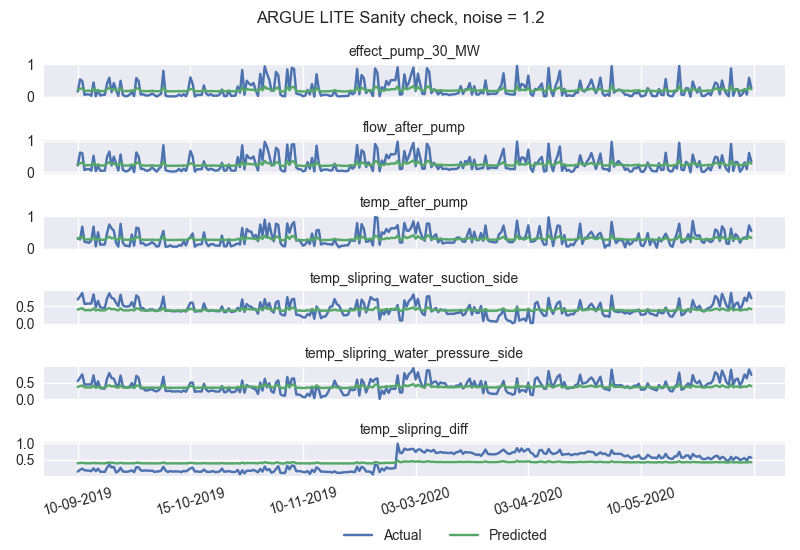 ARGUE LITE Sanity check, noise = 1.2
effect_pump_30_MW
1
0
flow_after_pump
1
0
temp_after_pump
1
0
temp_slipring_water_suction_side
0.5
0.0
temp_slipring_water_pressure_side
0.5
0.0
temp_slipring_diff
1.0
0.5
10-09-2019 15-10-2019 10-11-2019 03-03-2020 03-04-2020 10-05-2020
Actual Predicted